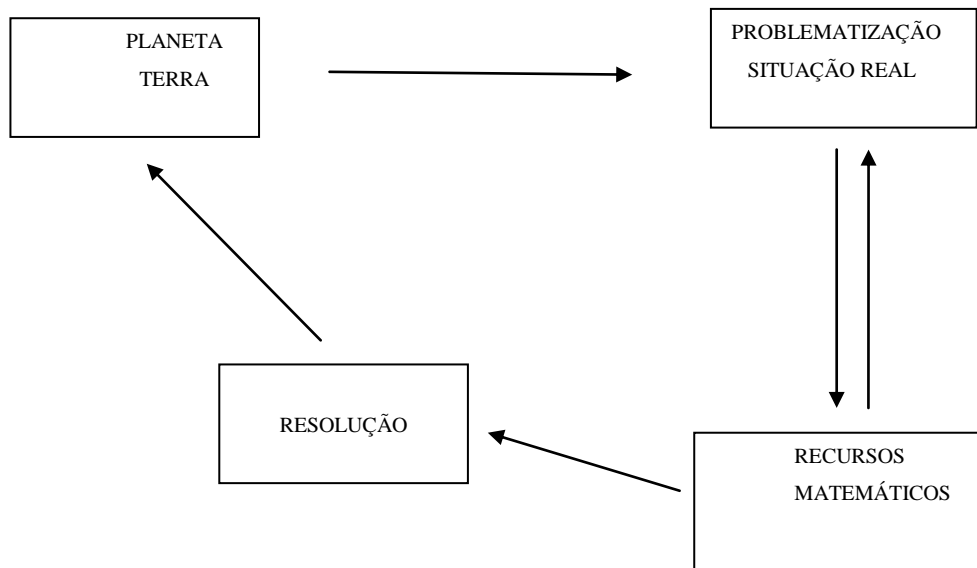 PLANETA
TERRA
PROBLEMATIZAÇÃO
SITUAÇÃO REAL
RESOLUÇÃO
RECURSOS
MATEMÁTICOS